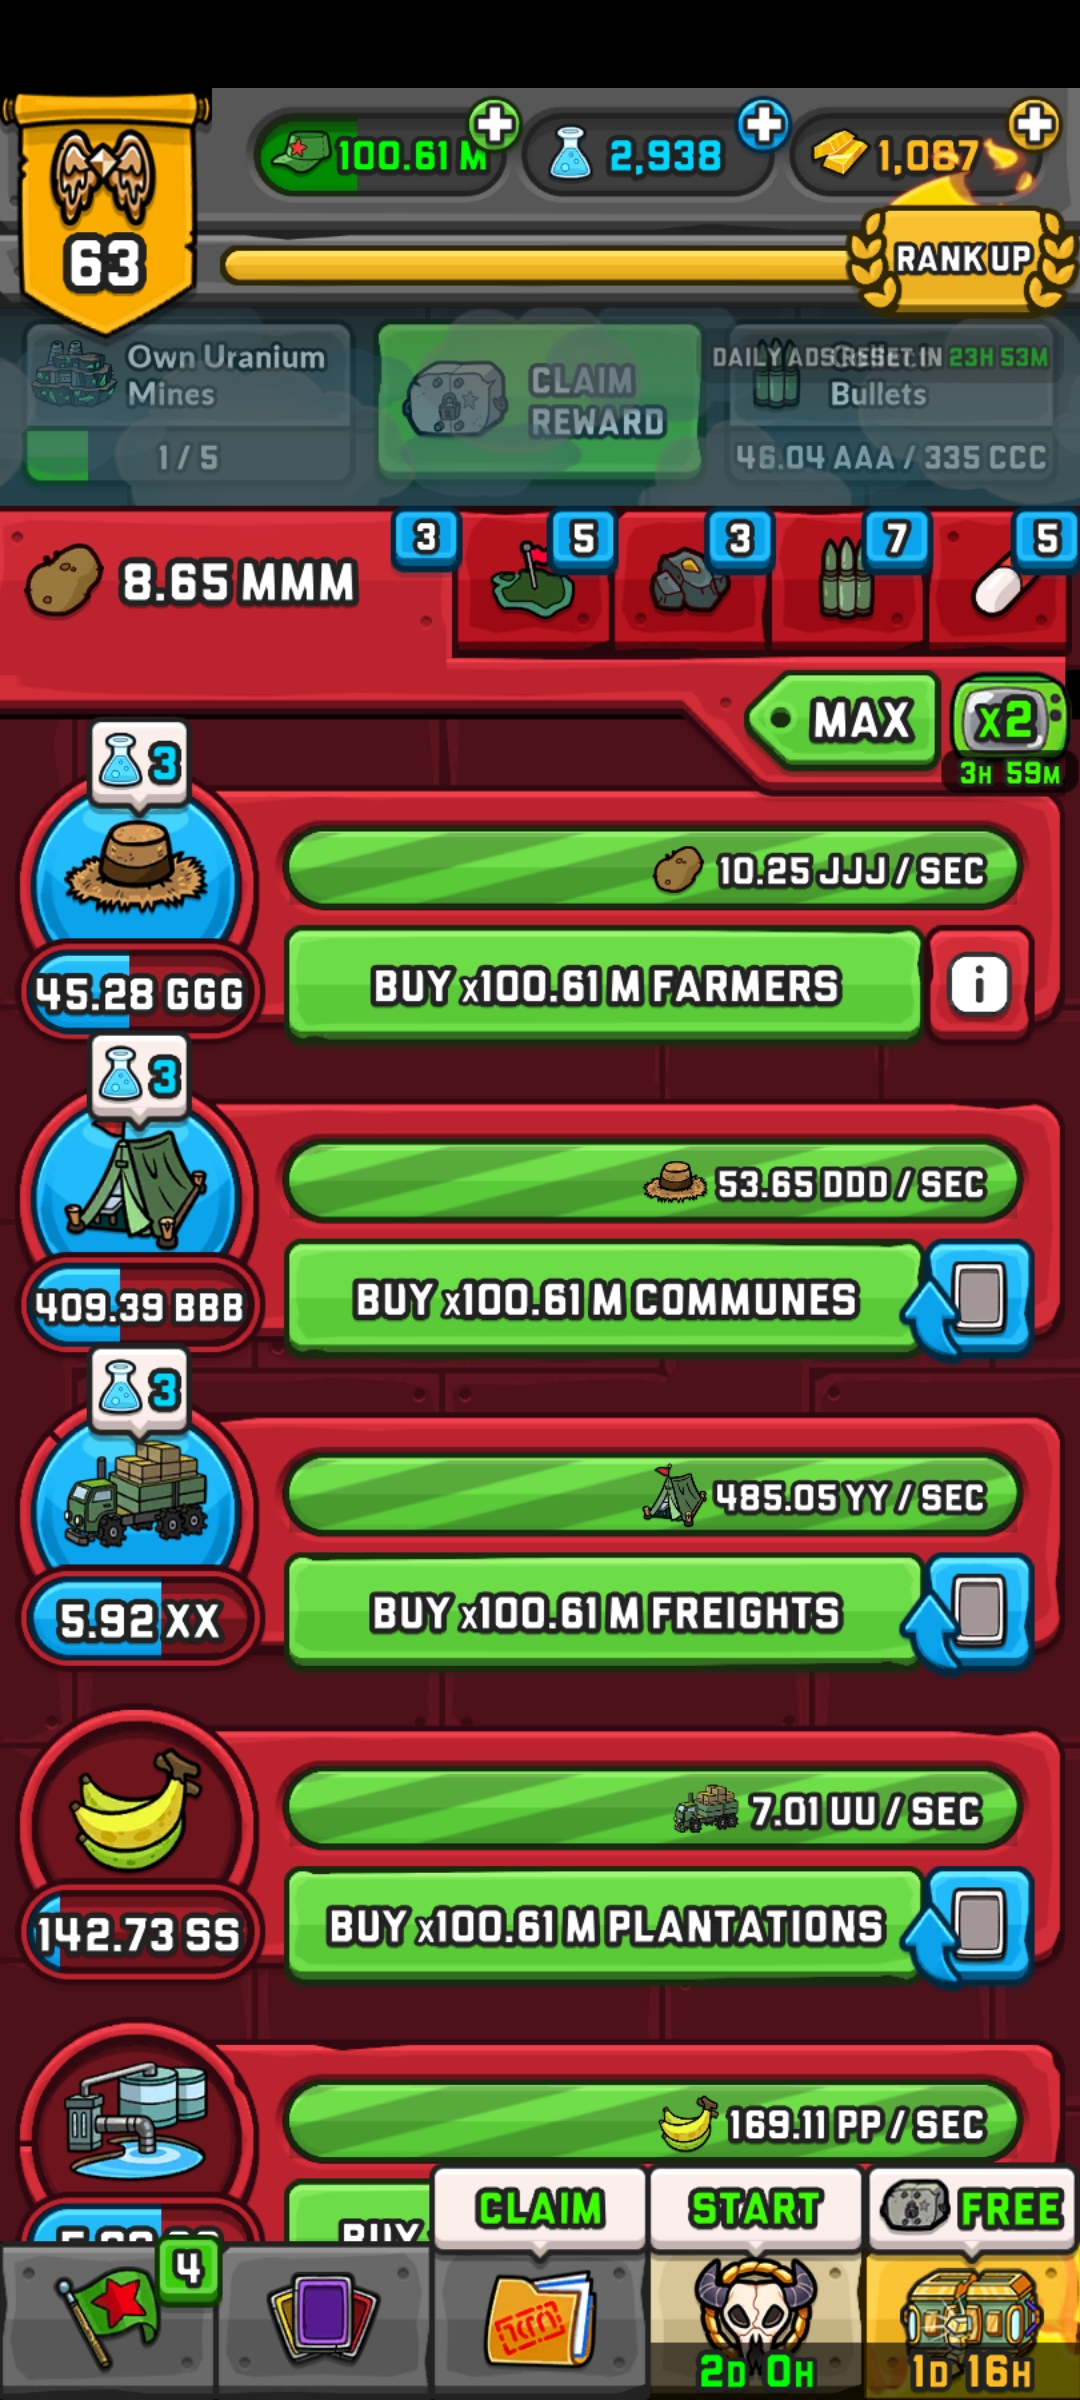 100.61 M
2,938
1,087
63
RANK UP
Own Uranium
Mines
1 / 5
CLAIM
REWARD
DAILY ADS RESET IN 23H 53M
Bullets
46.04 AAA / 335 CCC
8.65 MMM
3
5
3
7
5
MAX
x2
3H 59M
3
10.25 JJJ / SEC
45.28 GGG
BUY x100.61 M FARMERS
i
3
53.65 DDD / SEC
409.39 BBB
BUY x100.61 M COMMUNES
3
485.05 YY / SEC
5.92 XX
BUY x100.61 M FREIGHTS
7.01 UU / SEC
142.73 SS
BUY x100.61 M PLANTATIONS
169.11 PP / SEC
BUY
CLAIM
START
FREE
4
2D 0H
1D 16H